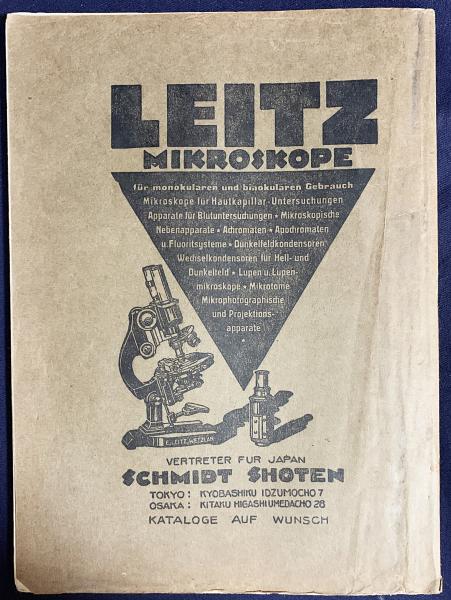 LEITZ
MIKROSKOPE
für monokularen und binokularen Gebrauch
Mikroskope für Hautkapillar-Untersuchungen
Apparate für Blutuntersuchungen • Mikroskopische
Nebenapparate • Achromaten • Apochromaten
u. Fluoritsysteme • Dunkelfeldkondensoren
Wechselkondensoren für Hell- und
Dunkelfeld • Lupen u. Lupen-
mikroskope • Mikrotome
Mikrophotographische
und Projektions-
apparate
•
E. LEITZ, WETZLAR
VERTRETER FUR JAPAN
SCHMIDT SHOTEN
TOKYO: KYOBASHIKU IDZUMOCHO 7
OSAKA: KITAKU HIGASHIUMEDACHO 28
KATALOGE AUF WUNSCH